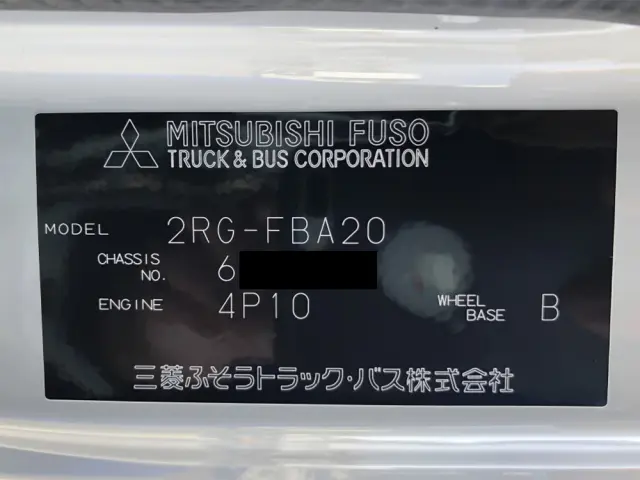 MITSUBISHI FUSO
TRUCK & BUS CORPORATION
MODEL 2RG-FBA20
CHASSIS NO. 6
ENGINE 4P10 WHEEL BASE B
三菱ふそうトラック・バス株式会社